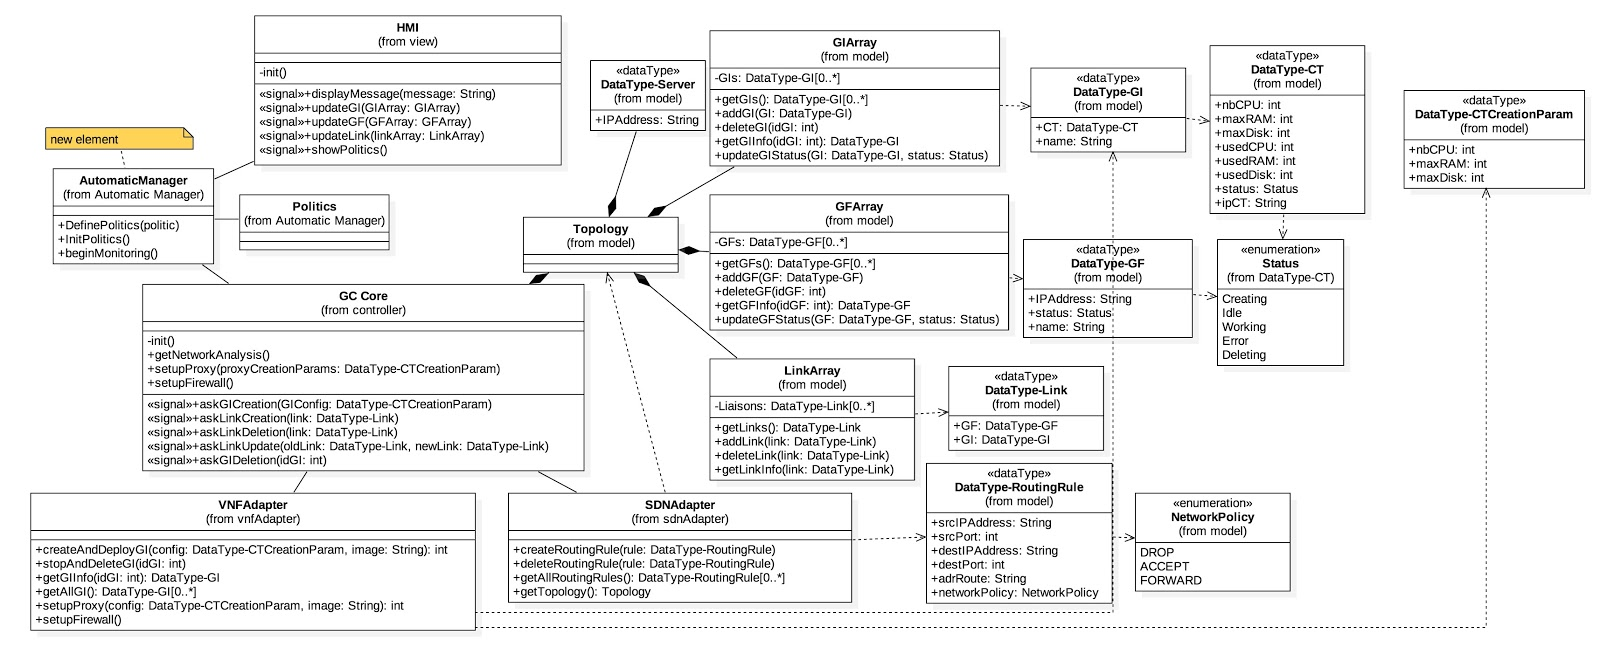 HMI
(from view)
-init()
«signal»+displayMessage(message: String)
«signal»+updateGI(GIArray: GIArray)
«signal»+updateGF(GFArray: GFArray)
«signal»+updateLink(linkArray: LinkArray)
«signal»+showPolitics()
new element
AutomaticManager
(from Automatic Manager)
+DefinePolitics(politic)
+InitPolitics()
+beginMonitoring()
Politics
(from Automatic Manager)
«dataType»
DataType-Server
(from model)
+IPAddress: String
GIArray
(from model)
-GIs: DataType-GI[0..*]
+getGIs(): DataType-GI[0..*]
+addGI(GI: DataType-GI)
+deleteGI(idGI: int)
+getGIInfo(idGI: int): DataType-GI
+updateGIStatus(GI: DataType-GI, status: Status)
«dataType»
DataType-GI
(from model)
+CT: DataType-CT
+name: String
«dataType»
DataType-CT
(from model)
+nbCPU: int
+maxRAM: int
+maxDisk: int
+usedCPU: int
+usedRAM: int
+usedDisk: int
+status: Status
+ipCT: String
«dataType»
DataType-CTCreationParam
(from model)
+nbCPU: int
+maxRAM: int
+maxDisk: int
Topology
(from model)
GFArray
(from model)
-GFs: DataType-GF[0..*]
+getGFs(): DataType-GF[0..*]
+addGF(GF: DataType-GF)
+deleteGF(idGF: int)
+getGFInfo(idGF: int): DataType-GF
+updateGFStatus(GF: DataType-GF, status: Status)
«dataType»
DataType-GF
(from model)
+IPAddress: String
+status: Status
+name: String
«enumeration»
Status
(from DataType-CT)
Creating
Idle
Working
Error
Deleting
GC Core
(from controller)
-init()
+getNetworkAnalysis()
+setupProxy(proxyCreationParams: DataType-CTCreationParam)
+setupFirewall()
«signal»+askGICreation(GIConfig: DataType-CTCreationParam)
«signal»+askLinkCreation(link: DataType-Link)
«signal»+askLinkDeletion(link: DataType-Link)
«signal»+askLinkUpdate(oldLink: DataType-Link, newLink: DataType-Link)
«signal»+askGIDeletion(idGI: int)
LinkArray
(from model)
-Liaisons: DataType-Link[0..*]
+getLinks(): DataType-Link
+addLink(link: DataType-Link)
+deleteLink(link: DataType-Link)
+getLinkInfo(link: DataType-Link)
«dataType»
DataType-Link
(from model)
+GF: DataType-GF
+GI: DataType-GI
VNFAdapter
(from vnfAdapter)
+createAndDeployGI(config: DataType-CTCreationParam, image: String): int
+stopAndDeleteGI(idGI: int)
+getGIInfo(idGI: int): DataType-GI
+getAllGI(): DataType-GI[0..*]
+setupProxy(config: DataType-CTCreationParam, image: String): int
+setupFirewall()
SDNAdapter
(from sdnAdapter)
+createRoutingRule(rule: DataType-RoutingRule)
+deleteRoutingRule(rule: DataType-RoutingRule)
+getAllRoutingRules(): DataType-RoutingRule[0..*]
+getTopology(): Topology
«dataType»
DataType-RoutingRule
(from model)
+srcIPAddress: String
+srcPort: int
+destIPAddress: String
+destPort: int
+adrRoute: String
+networkPolicy: NetworkPolicy
«enumeration»
NetworkPolicy
(from model)
DROP
ACCEPT
FORWARD